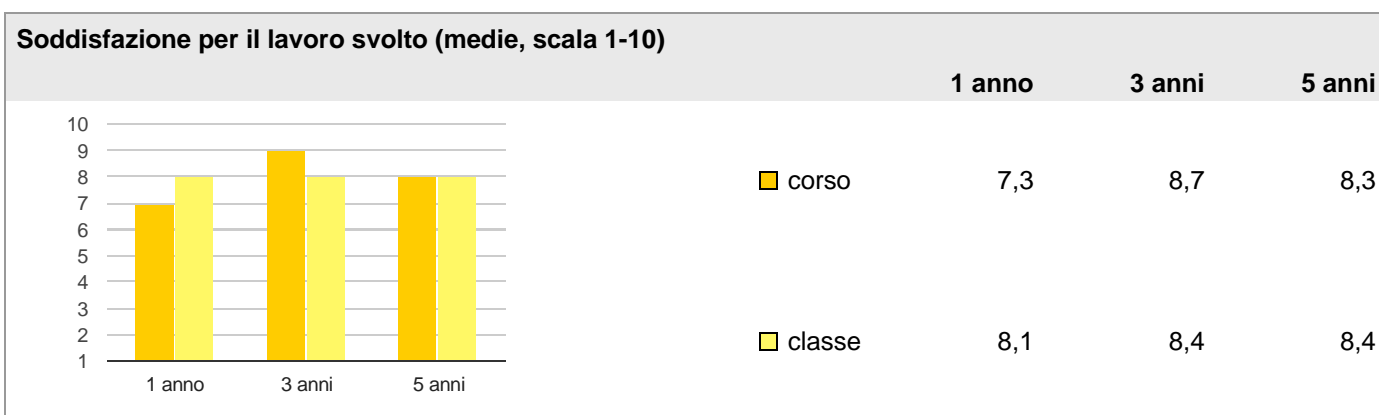 Soddisfazione per il lavoro svolto (medie, scala 1-10)
1 anno 3 anni 5 anni
10
9
8
7
6
5
4
3
2
1
1 anno 3 anni 5 anni
corso 7,3 8,7 8,3
classe 8,1 8,4 8,4